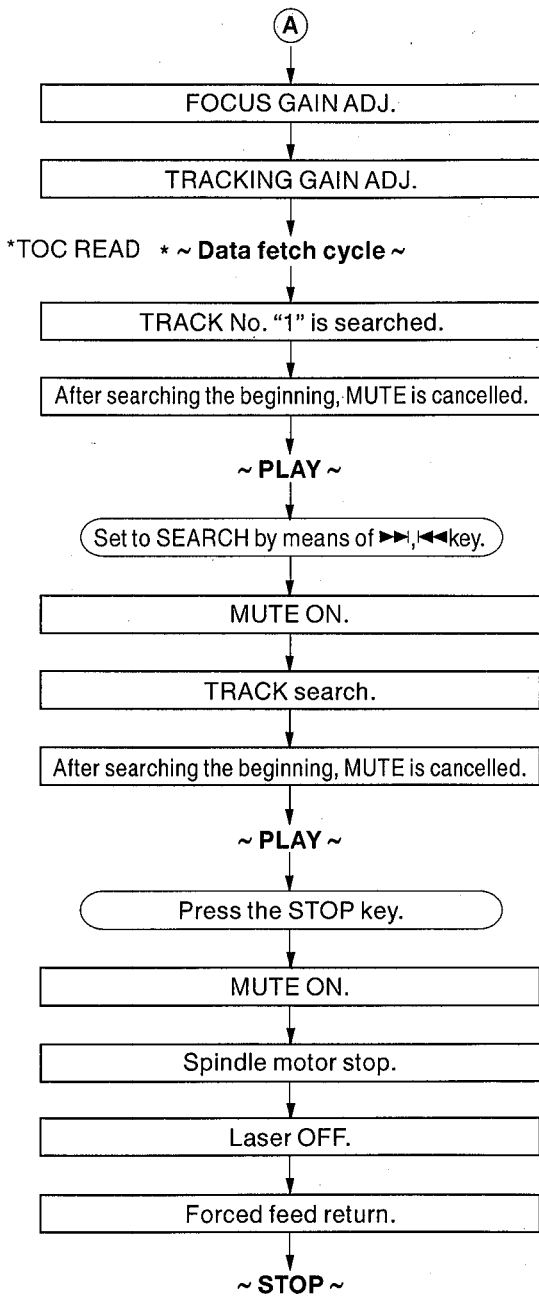 A
FOCUS GAIN ADJ.
TRACKING GAIN ADJ.
*TOC READ * ~ Data fetch cycle ~
TRACK No. “1” is searched.
After searching the beginning, MUTE is cancelled.
~ PLAY ~
Set to SEARCH by means of ▶▶|,|◀◀key.
MUTE ON.
TRACK search.
After searching the beginning, MUTE is cancelled.
~ PLAY ~
Press the STOP key.
MUTE ON.
Spindle motor stop.
Laser OFF.
Forced feed return.
~ STOP ~